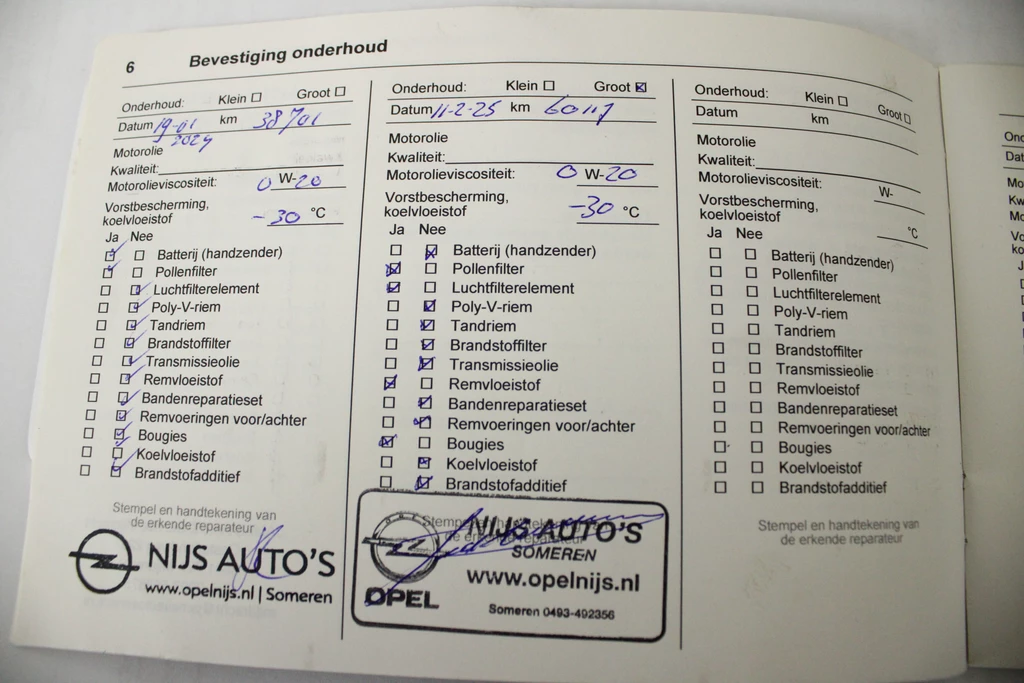 6 Bevestiging onderhoud
Onderhoud: Klein ☐ Groot ☐
Datum 19-01 2024 km 38701
Motorolie
Kwaliteit:
Motorolieviscositeit: 0 W-20
Vorstbescherming,
koelvloeistof -30 °C
Ja Nee
☑ ☐ Batterij (handzender)
☑ ☐ Pollenfilter
☐ ☑ Luchtfilterelement
☐ ☑ Poly-V-riem
☐ ☑ Tandriem
☐ ☑ Brandstoffilter
☐ ☑ Transmissieolie
☐ ☑ Remvloeistof
☐ ☑ Bandenreparatieset
☐ ☑ Remvoeringen voor/achter
☐ ☑ Bougies
☐ ☑ Koelvloeistof
☐ ☑ Brandstofadditief
Stempel en handtekening van
de erkende reparateur
NIJS AUTO'S
www.opelnijs.nl | Someren
Onderhoud: Klein ☐ Groot ☒
Datum 11-2-25 km 60117
Motorolie
Kwaliteit:
Motorolieviscositeit: 0 W-20
Vorstbescherming,
koelvloeistof -30 °C
Ja Nee
☐ ☒ Batterij (handzender)
☒ ☐ Pollenfilter
☒ ☐ Luchtfilterelement
☐ ☒ Poly-V-riem
☐ ☒ Tandriem
☐ ☒ Brandstoffilter
☐ ☒ Transmissieolie
☒ ☐ Remvloeistof
☐ ☒ Bandenreparatieset
☐ ☒ Remvoeringen voor/achter
☒ ☐ Bougies
☐ ☒ Koelvloeistof
☐ ☒ Brandstofadditief
NIJS AUTO'S
SOMEREN
www.opelnijs.nl
OPEL
Someren 0493-492356
Onderhoud: Klein ☐ Groot ☐
Datum km
Motorolie
Kwaliteit:
Motorolieviscositeit: W-
Vorstbescherming,
koelvloeistof °C
Ja Nee
☐ ☐ Batterij (handzender)
☐ ☐ Pollenfilter
☐ ☐ Luchtfilterelement
☐ ☐ Poly-V-riem
☐ ☐ Tandriem
☐ ☐ Brandstoffilter
☐ ☐ Transmissieolie
☐ ☐ Remvloeistof
☐ ☐ Bandenreparatieset
☐ ☐ Remvoeringen voor/achter
☐ ☐ Bougies
☐ ☐ Koelvloeistof
☐ ☐ Brandstofadditief
Stempel en handtekening van
de erkende reparateur